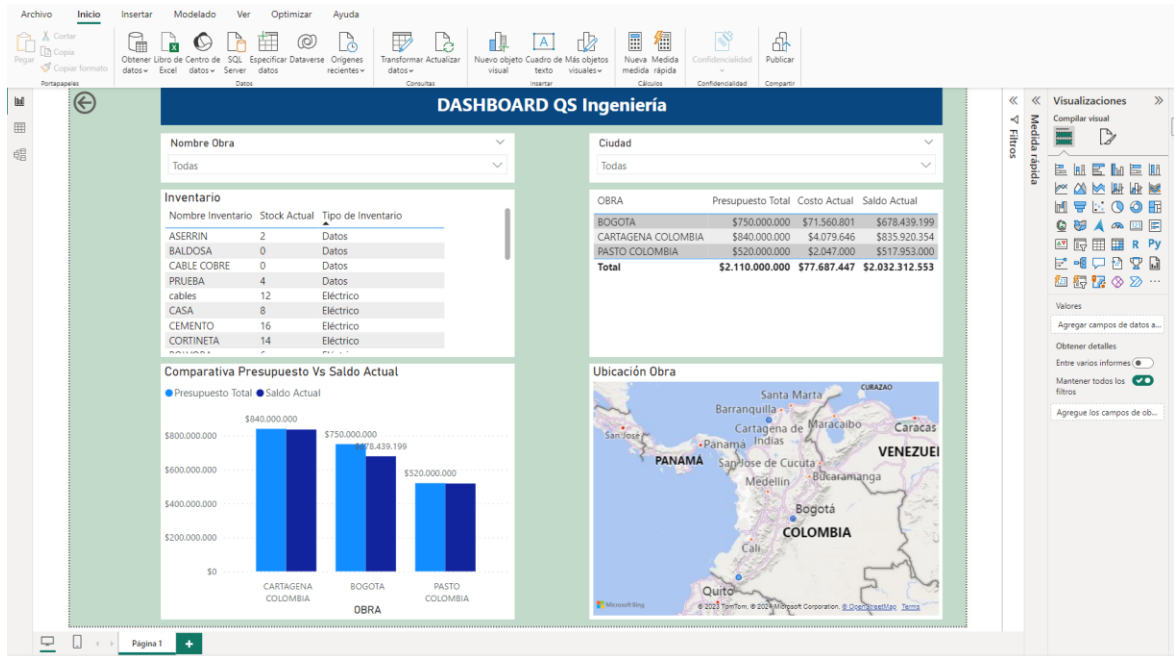 Archivo Inicio Insertar Modelado Ver Optimizar Ayuda
Pegar
Cortar
Copia
Copiar formato
Portapapeles
Obtener datos
Libro de Excel
Centro de datos
SQL Server
Especificar datos
Dataverse
Orígenes recientes
Datos
Transformar datos
Actualizar
Consultas
Nuevo objeto visual
Cuadro de texto
Más objetos visuales
Insertar
Nueva medida
Medida rápida
Cálculos
Confidencialidad
Confidencialidad
Publicar
Compartir
DASHBOARD QS Ingeniería
Nombre Obra
Todas
Ciudad
Todas
Inventario
Nombre Inventario Stock Actual Tipo de Inventario
ASERRIN 2 Datos
BALDOSA 0 Datos
CABLE COBRE 0 Datos
PRUEBA 4 Datos
cables 12 Eléctrico
CASA 8 Eléctrico
CEMENTO 16 Eléctrico
CORTINETA 14 Eléctrico
OBRA Presupuesto Total Costo Actual Saldo Actual
BOGOTA $750.000.000 $71.560.801 $678.439.199
CARTAGENA COLOMBIA $840.000.000 $4.079.646 $835.920.354
PASTO COLOMBIA $520.000.000 $2.047.000 $517.953.000
Total $2.110.000.000 $77.687.447 $2.032.312.553
Comparativa Presupuesto Vs Saldo Actual
Presupuesto Total Saldo Actual
$840.000.000
$800.000.000
$750.000.000
$678.439.199
$600.000.000
$520.000.000
$400.000.000
$200.000.000
$0
CARTAGENA COLOMBIA
BOGOTA
PASTO COLOMBIA
OBRA
Ubicación Obra
CURAZAO
Santa Marta
Barranquilla
Cartagena de Indias
Maracaibo
Caracas
San José
Panamá
PANAMÁ
San Jose de Cucuta
VENEZUEL
Medellín
Bucaramanga
Bogotá
COLOMBIA
Cali
Quito
Microsoft Bing
© 2023 TomTom, © 2024 Microsoft Corporation, © OpenStreetMap Terms
Filtros
Medida rápida
Visualizaciones
Compilar visual
R Py
Valores
Agregar campos de datos a...
Obtener detalles
Entre varios informes
Mantener todos los filtros
Agregue los campos de ob...
Página 1